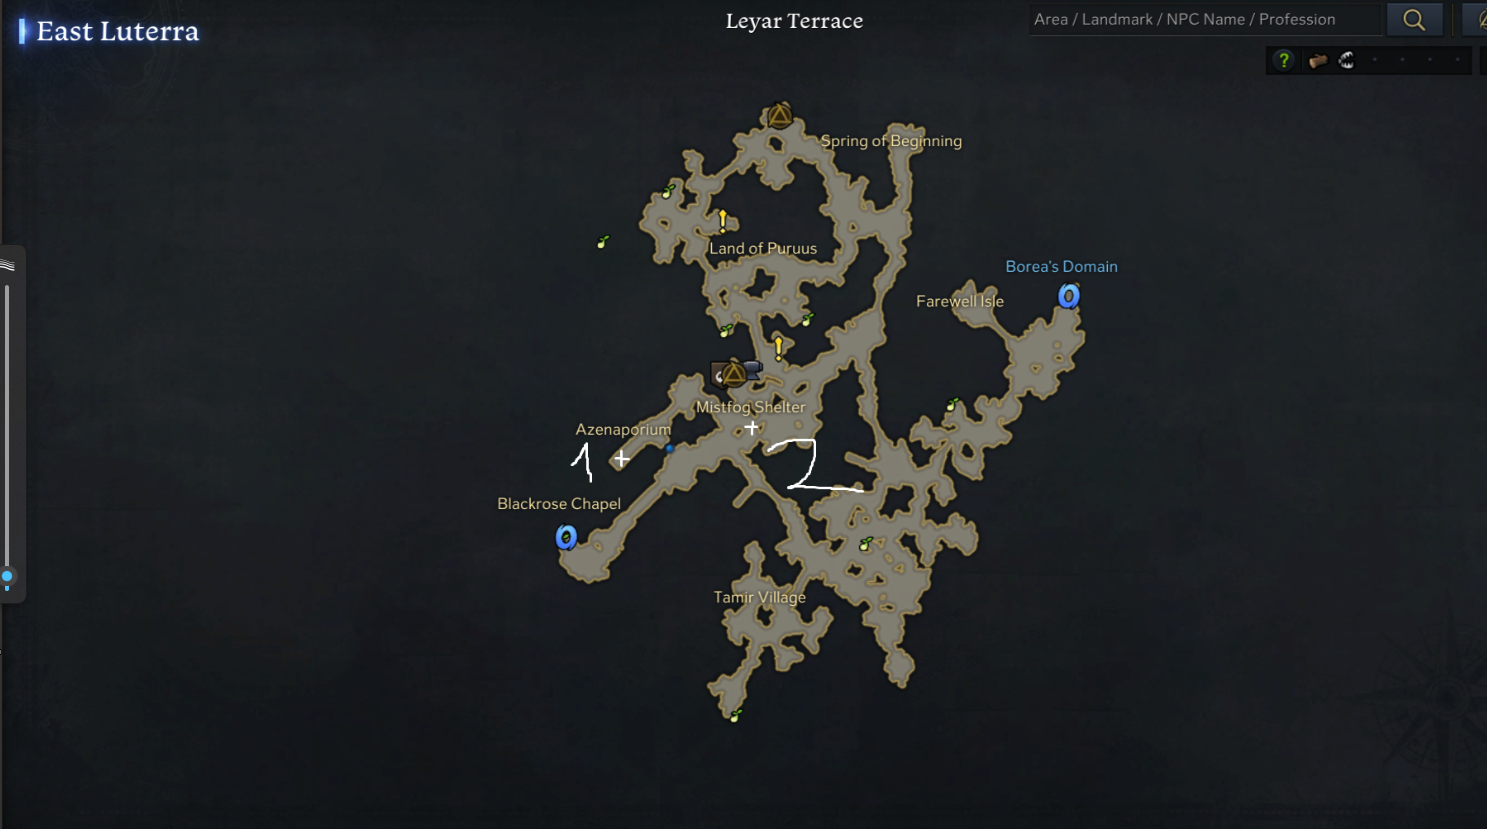 East Luterra
Leyar Terrace
Area / Landmark / NPC Name / Profession
?
Spring of Beginning
Land of Puruus
Borea's Domain
Farewell Isle
Mistfog Shelter
Azenaporium
1
2
Blackrose Chapel
Tamir Village